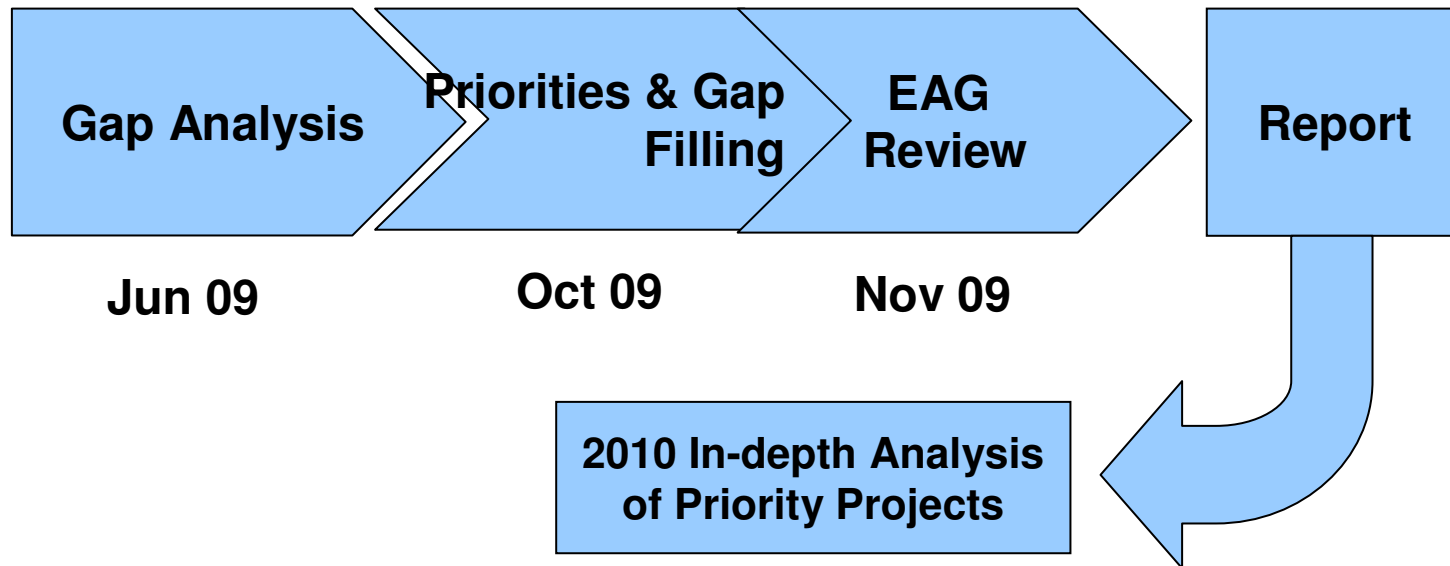 Gap Analysis
Priorities & Gap
Filling
EAG
Review
Report
Jun 09
Oct 09
Nov 09
2010 In-depth Analysis
of Priority Projects